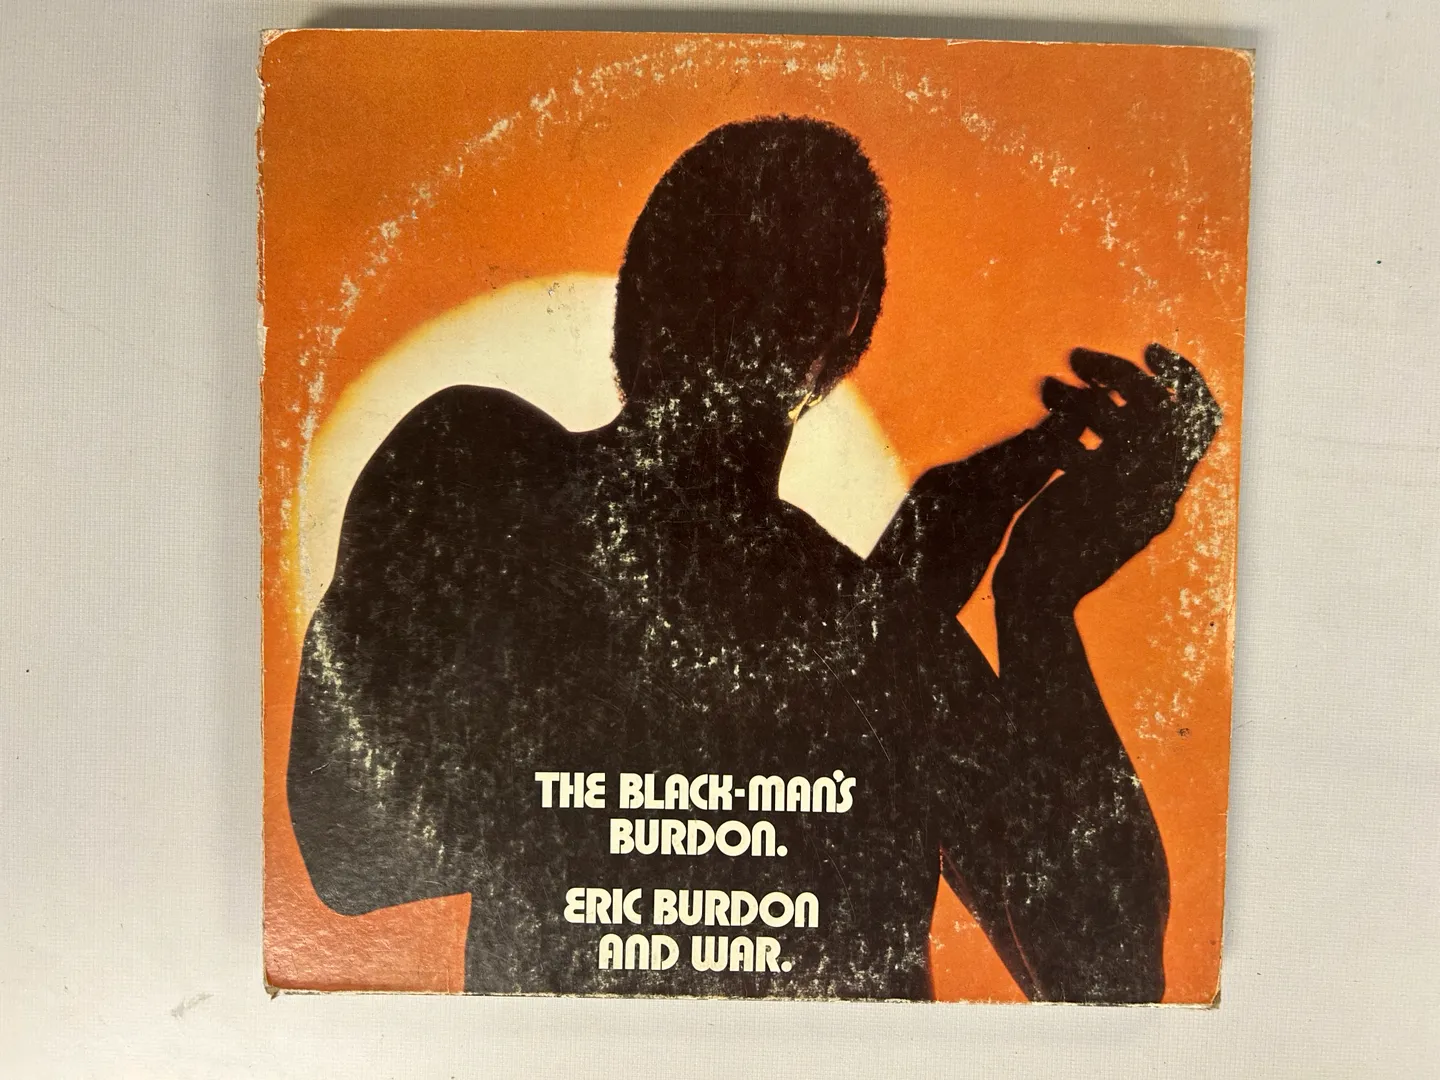 THE BLACK-MAN'S
BURDON.
ERIC BURDON
AND WAR.